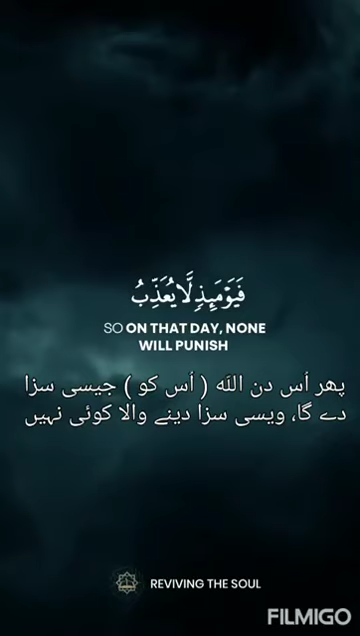 فَيَوْمَئِذٍ لَّا يُعَذِّبُ
SO ON THAT DAY, NONE
WILL PUNISH
پھر اُس دن اللہ ( اُس کو ) جیسی سزا
دے گا، ویسی سزا دینے والا کوئی نہیں
REVIVING THE SOUL
FILMIGO